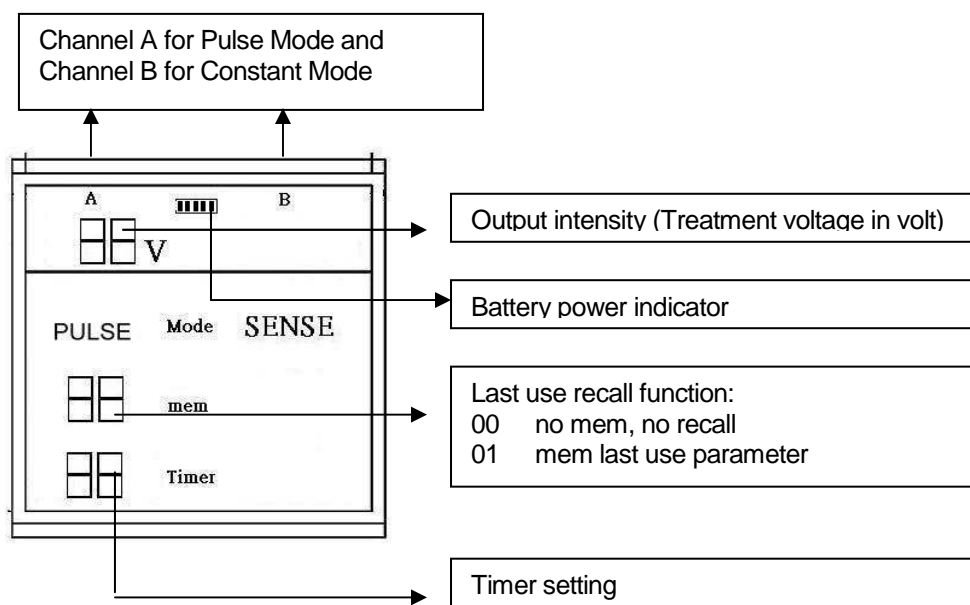 Channel A for Pulse Mode and
Channel B for Constant Mode
A B
V
Output intensity (Treatment voltage in volt)
Battery power indicator
PULSE Mode SENSE
mem
Last use recall function:
00 no mem, no recall
01 mem last use parameter
Timer
Timer setting